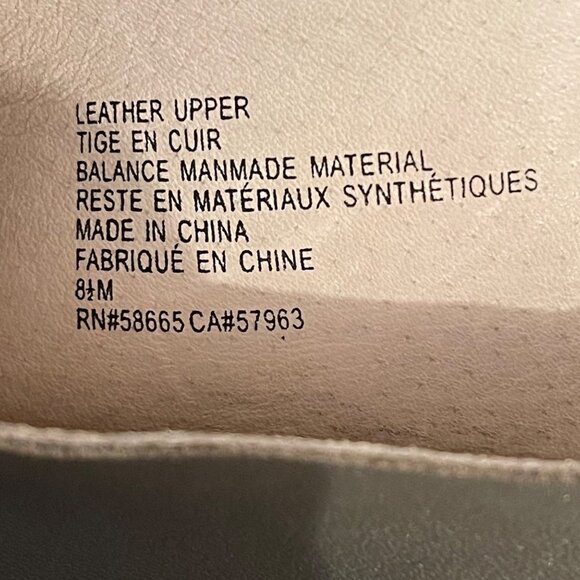 LEATHER UPPER
TIGE EN CUIR
BALANCE MANMADE MATERIAL
RESTE EN MATÉRIAUX SYNTHÉTIQUES
MADE IN CHINA
FABRIQUÉ EN CHINE
8½M
RN#58665 CA#57963